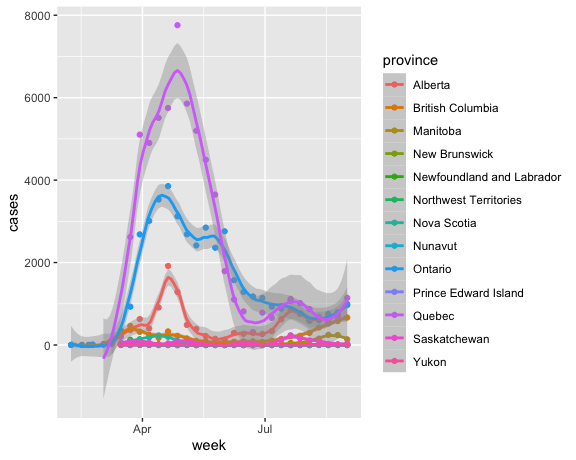 8000
6000
4000
2000
0
cases
Apr
Jul
week
province
Alberta
British Columbia
Manitoba
New Brunswick
Newfoundland and Labrador
Northwest Territories
Nova Scotia
Nunavut
Ontario
Prince Edward Island
Quebec
Saskatchewan
Yukon